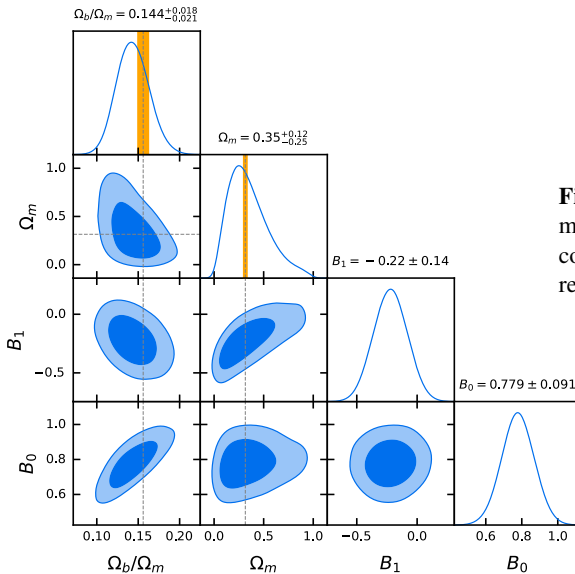 Ω_b/Ω_m = 0.144^{+0.018}_{-0.021}
Ω_m = 0.35^{+0.12}_{-0.25}
B_1 = −0.22 ± 0.14
B_0 = 0.779 ± 0.091
Fi
m
co
re
1.0
0.5
0.0
Ω_m
0.0
−0.5
B_1
1.0
0.8
0.6
B_0
0.10 0.15 0.20
0.0 0.5 1.0
−0.5 0.0
0.6 0.8 1.0
Ω_b/Ω_m
Ω_m
B_1
B_0